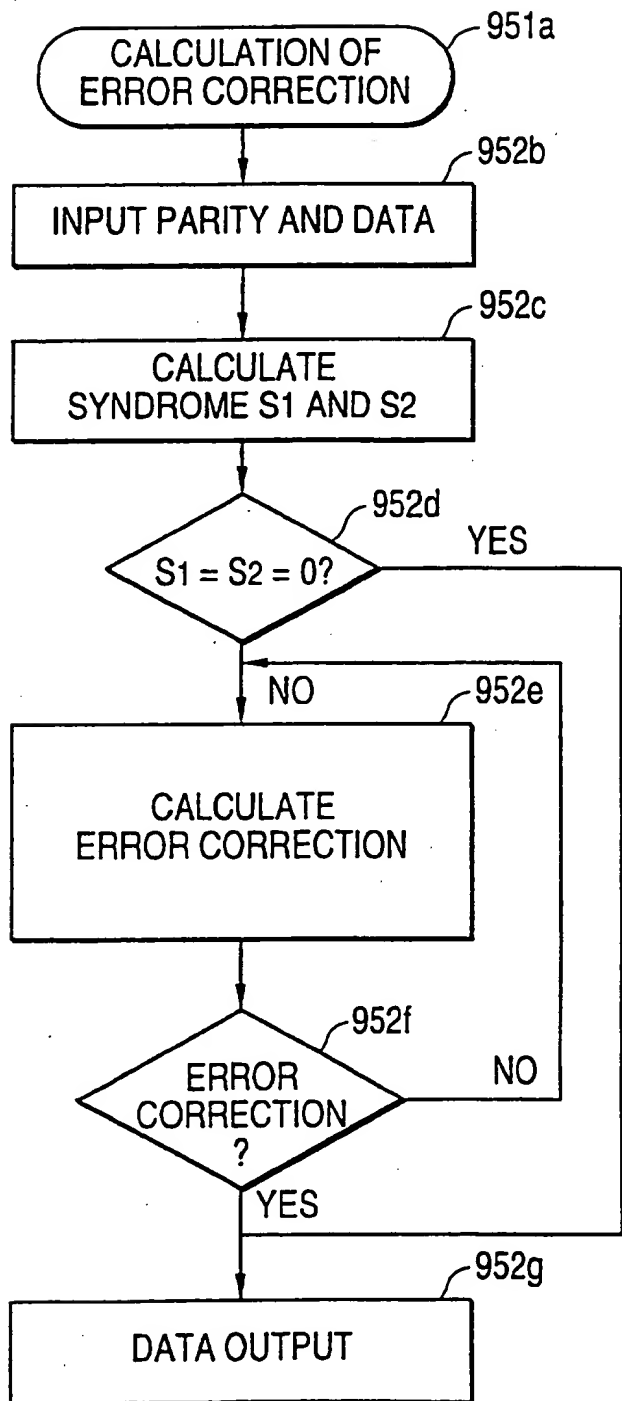 CALCULATION OF
ERROR CORRECTION
951a
952b
INPUT PARITY AND DATA
952c
CALCULATE
SYNDROME S1 AND S2
952d
S1 = S2 = 0?
YES
NO
952e
CALCULATE
ERROR CORRECTION
952f
ERROR
CORRECTION
?
NO
YES
952g
DATA OUTPUT